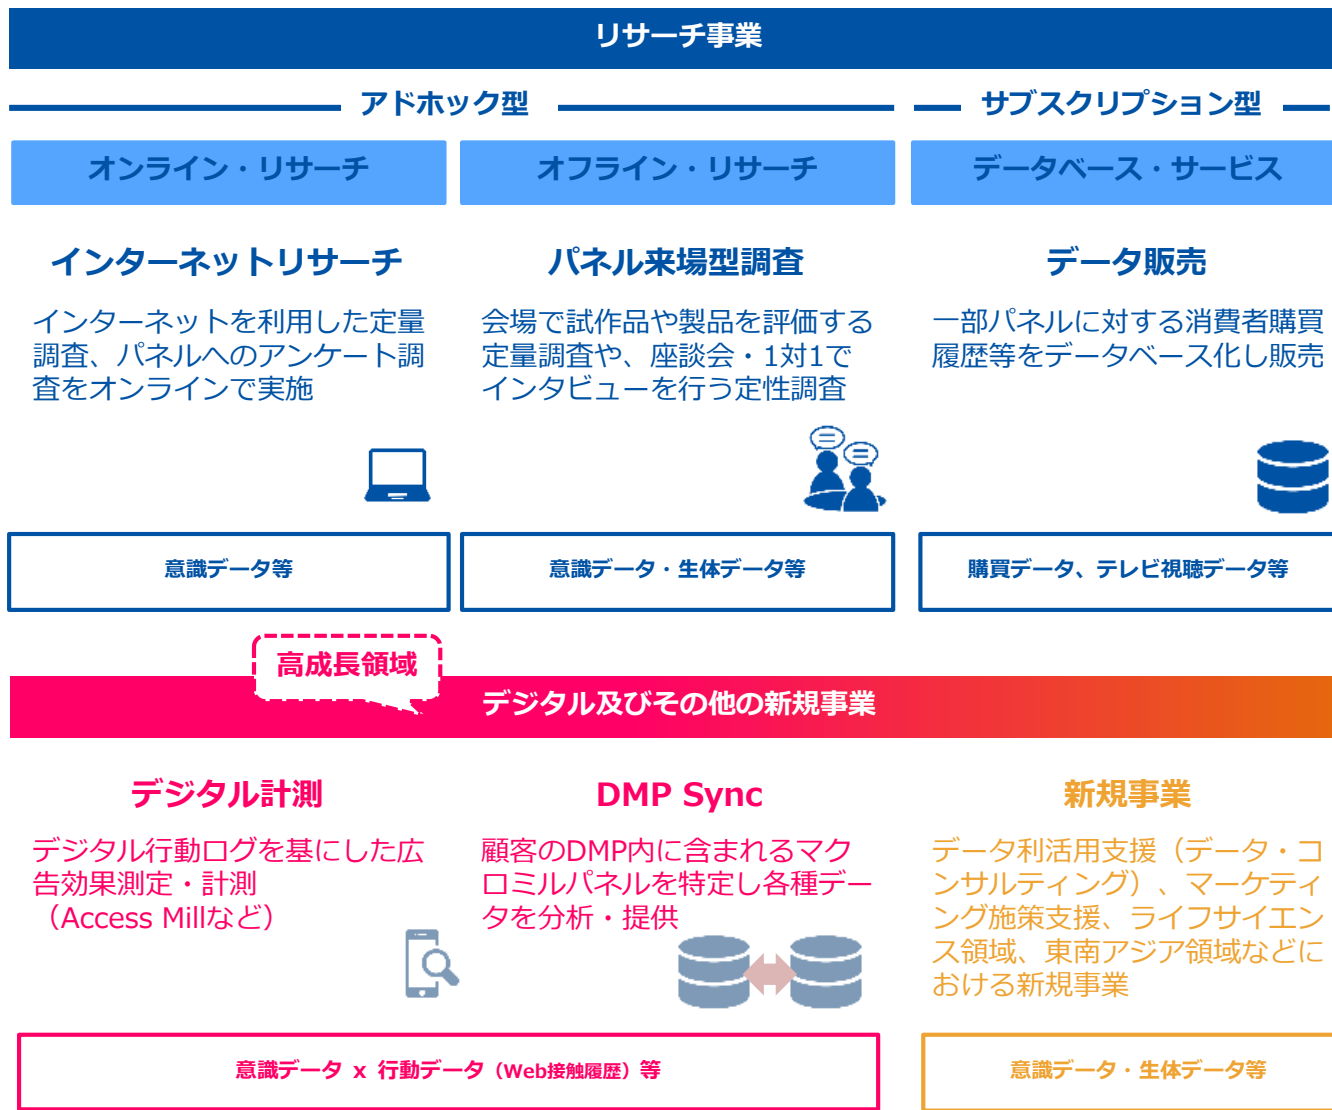 リサーチ事業
アドホック型
サブスクリプション型
オンライン・リサーチ
オフライン・リサーチ
データベース・サービス
インターネットリサーチ
インターネットを利用した定量
調査、パネルへのアンケート調
査をオンラインで実施
パネル来場型調査
会場で試作品や製品を評価する
定量調査や、座談会・1対1で
インタビューを行う定性調査
データ販売
一部パネルに対する消費者購買
履歴等をデータベース化し販売
意識データ等
意識データ・生体データ等
購買データ、テレビ視聴データ等
高成長領域
デジタル及びその他の新規事業
デジタル計測
デジタル行動ログを基にした広
告効果測定・計測
（Access Millなど）
DMP Sync
顧客のDMP内に含まれるマク
ロミルパネルを特定し各種デー
タを分析・提供
新規事業
データ利活用支援（データ・コ
ンサルティング）、マーケティ
ング施策支援、ライフサイエン
ス領域、東南アジア領域などに
おける新規事業
意識データ x 行動データ（Web接触履歴）等
意識データ・生体データ等